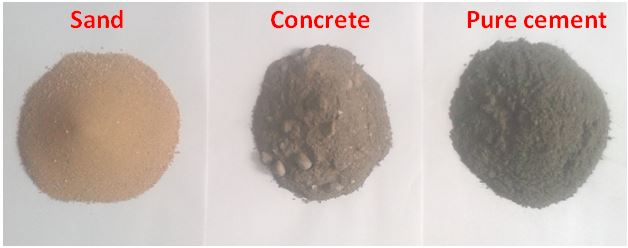 Sand
Concrete
Pure cement